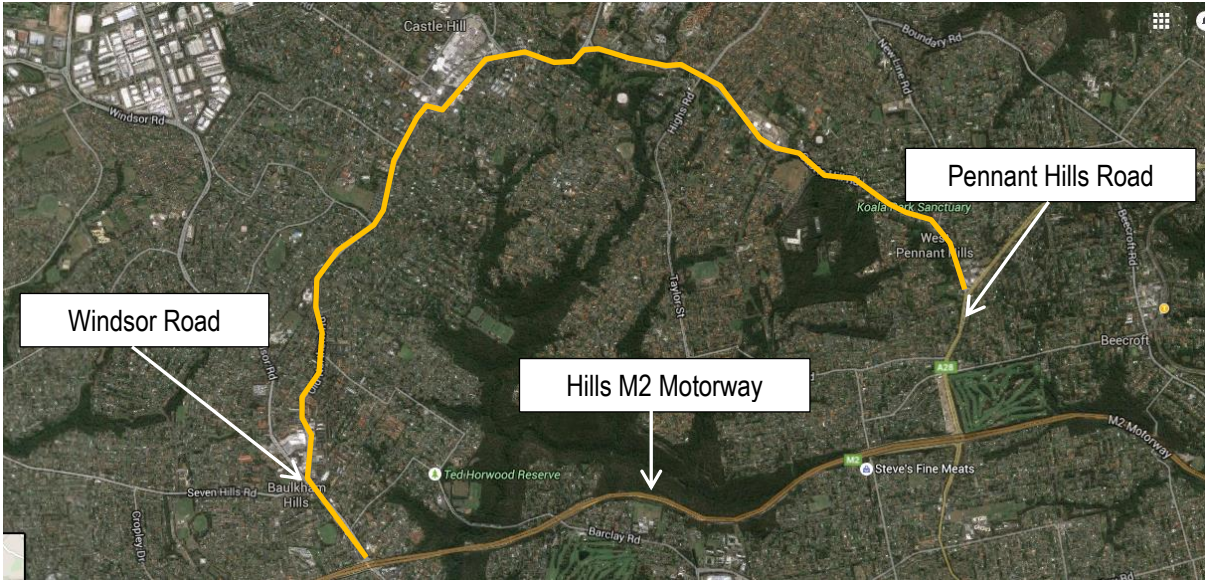 Castle Hill
Boundary Rd
New Line Rd
Windsor Rd
Highs Rd
Pennant Hills Road
Koala Park Sanctuary
West
Pennant Hills
Beecroft Rd
Taylor St
Windsor Road
Beecroft
A28
Hills M2 Motorway
M2 Motorway
M2
Steve's Fine Meats
Ted Horwood Reserve
Seven Hills Rd
Baulkham
Hills
Cropley Dr
Barclay Rd
Rd